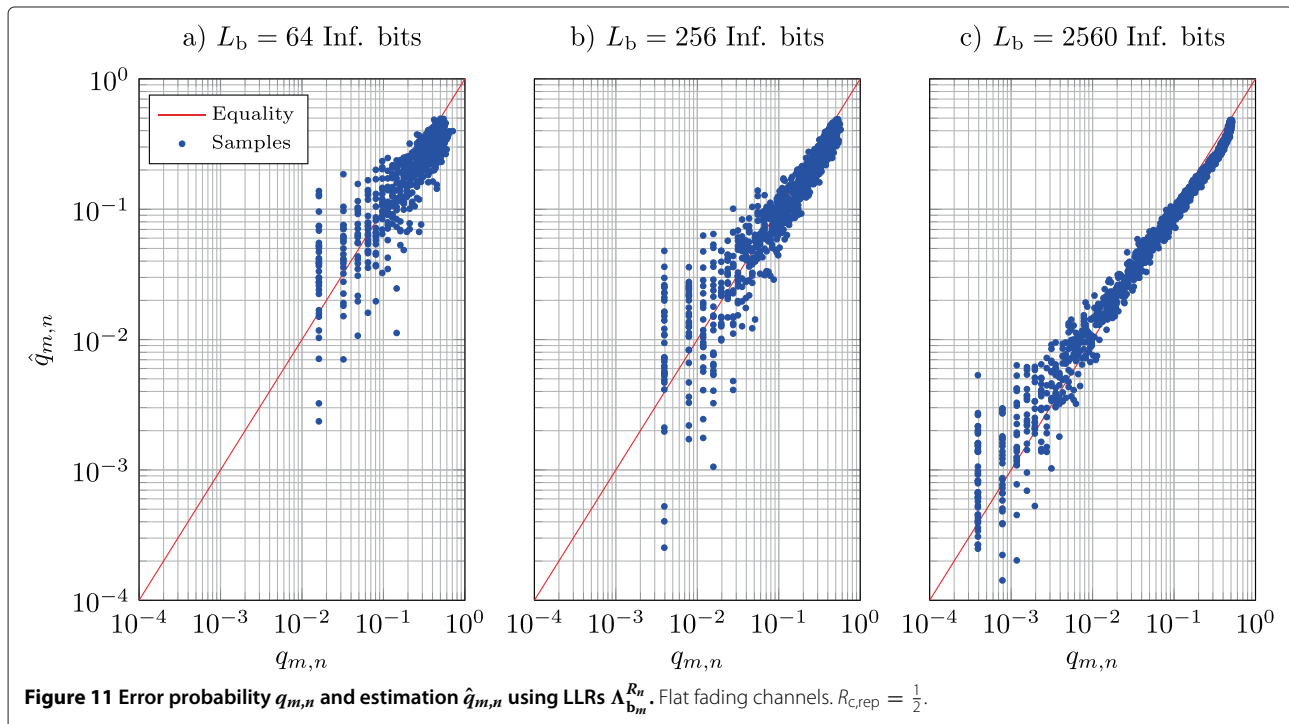 a) L_b = 64 Inf. bits
b) L_b = 256 Inf. bits
c) L_b = 2560 Inf. bits
Equality
Samples
10^0
10^{-1}
10^{-2}
10^{-3}
10^{-4}
q̂_{m,n}
10^{-4} 10^{-3} 10^{-2} 10^{-1} 10^0
10^{-4} 10^{-3} 10^{-2} 10^{-1} 10^0
10^{-4} 10^{-3} 10^{-2} 10^{-1} 10^0
q_{m,n}
q_{m,n}
q_{m,n}
Figure 11 Error probability q_{m,n} and estimation q̂_{m,n} using LLRs Λ_{b_m}^{R_n}. Flat fading channels. R_{c,rep} = 1/2.